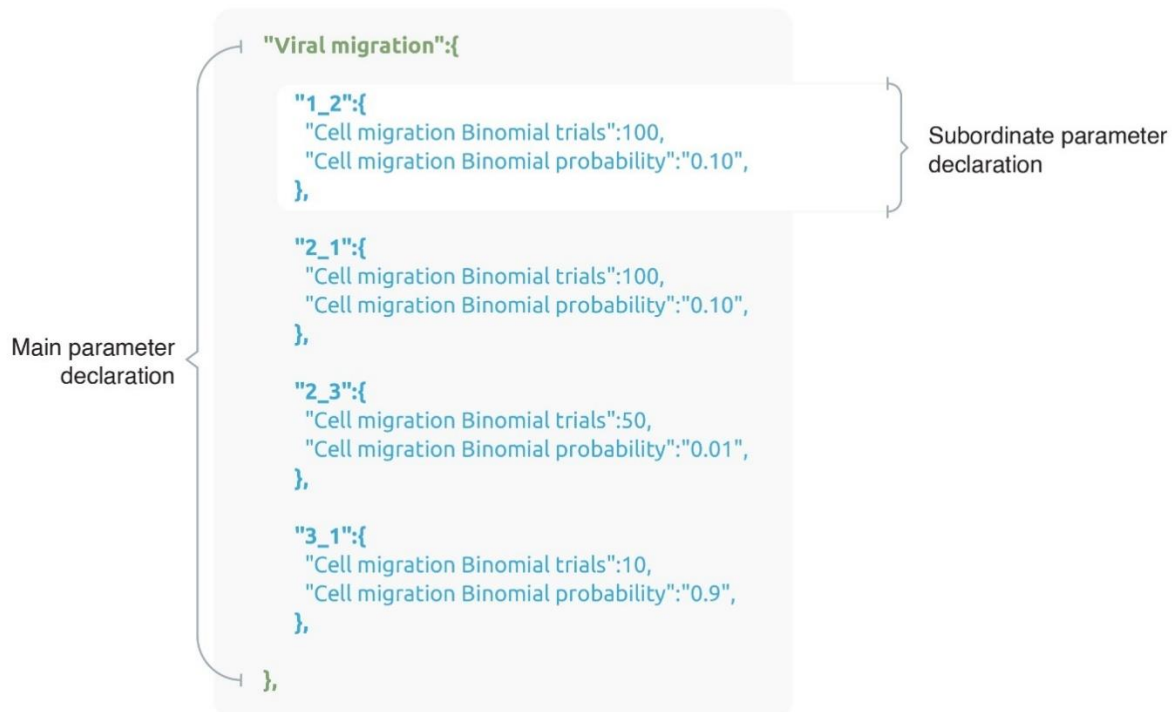 "Viral migration":{
"1_2":{
"Cell migration Binomial trials":100,
"Cell migration Binomial probability":"0.10",
},
Subordinate parameter
declaration
"2_1":{
"Cell migration Binomial trials":100,
"Cell migration Binomial probability":"0.10",
},
Main parameter
declaration
"2_3":{
"Cell migration Binomial trials":50,
"Cell migration Binomial probability":"0.01",
},
"3_1":{
"Cell migration Binomial trials":10,
"Cell migration Binomial probability":"0.9",
},
},